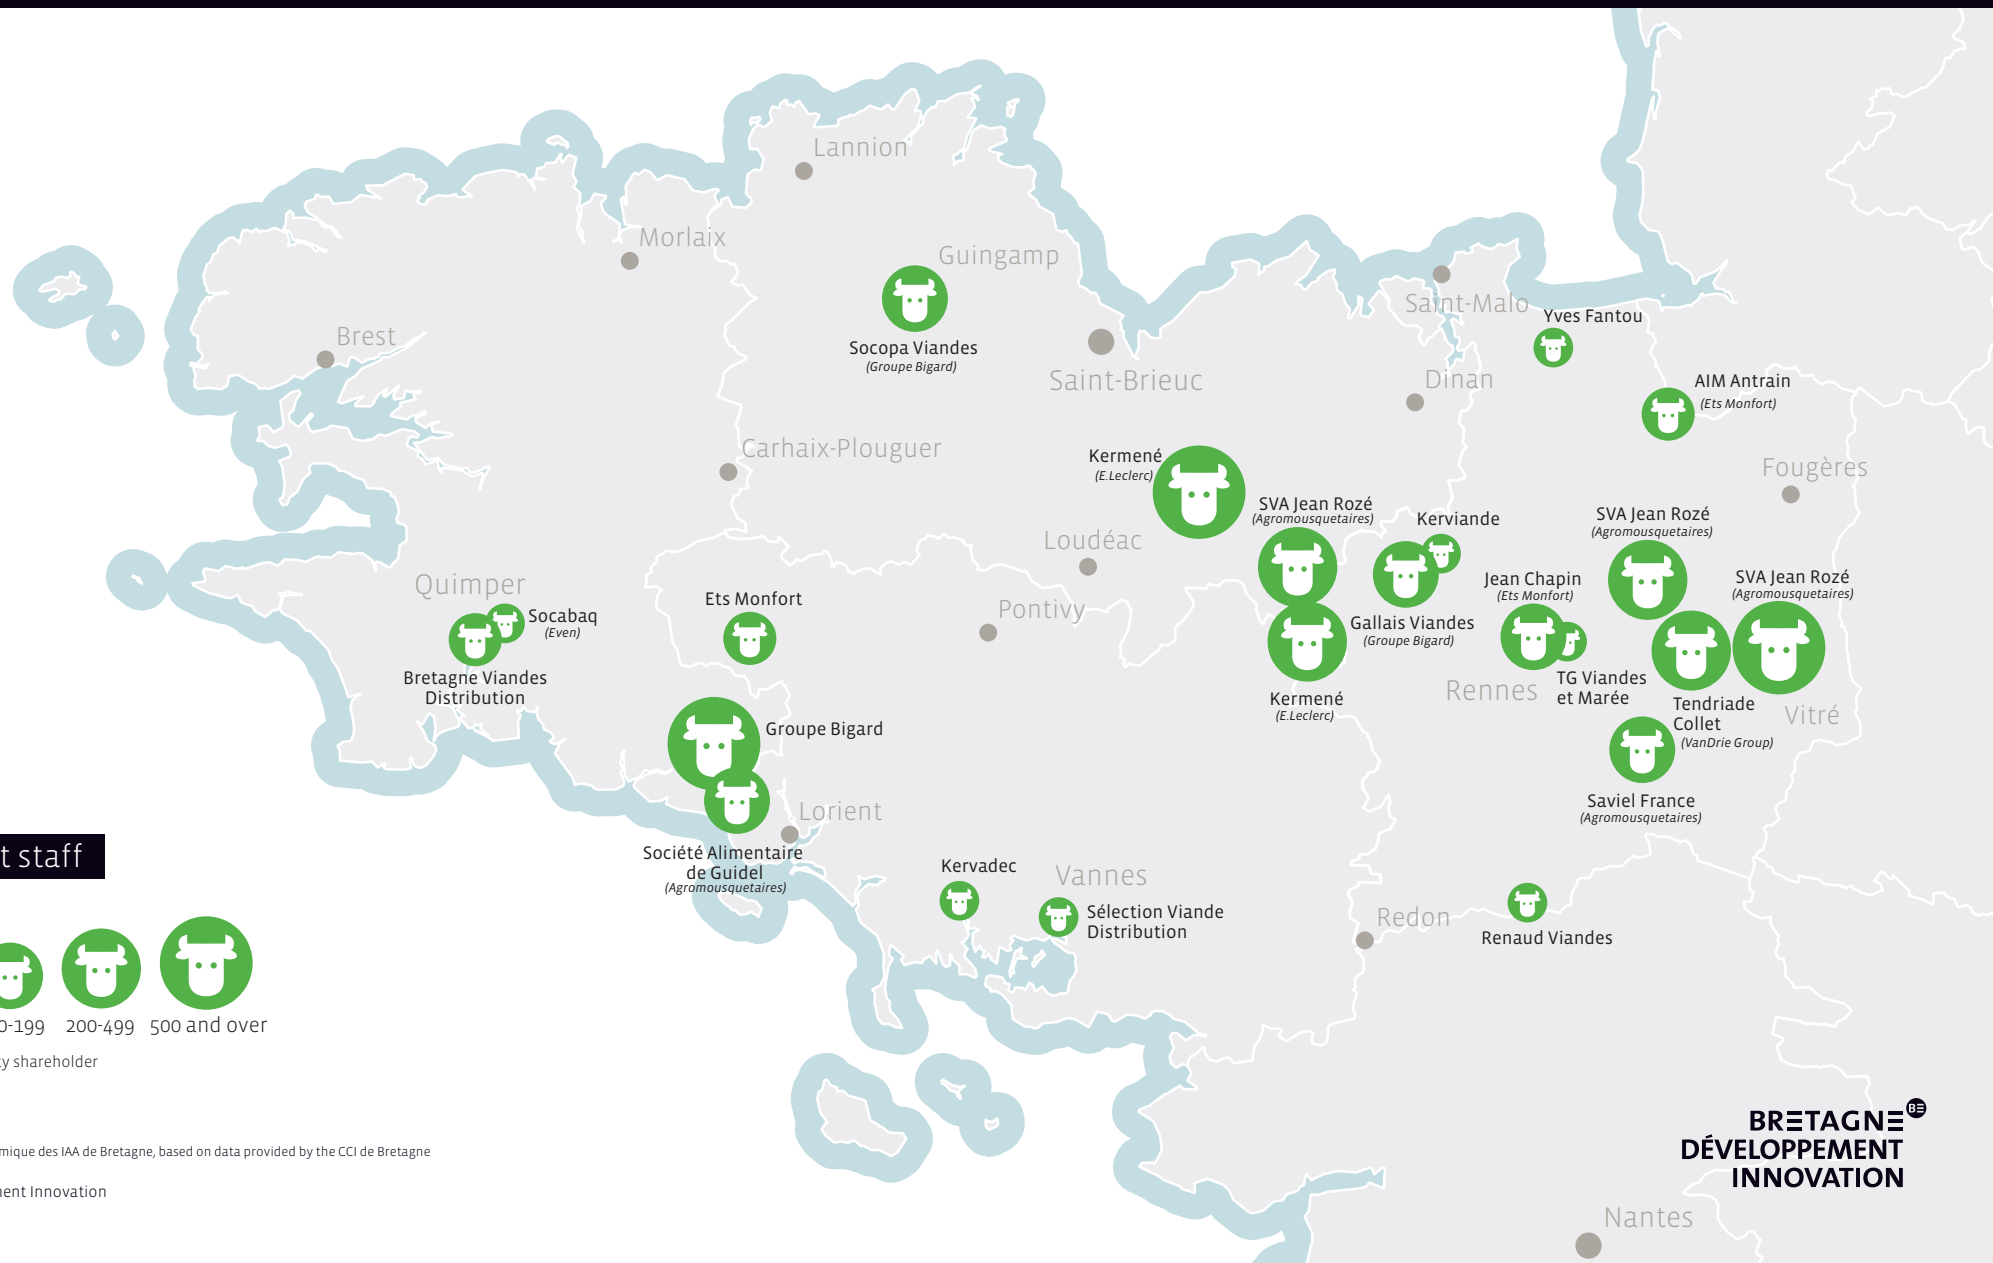 Lannion
Morlaix
Guingamp
Brest
Socopa Viandes
(Groupe Bigard)
Saint-Brieuc
Saint-Malo
Yves Fantou
Dinan
AIM Antrain
(Ets Monfort)
Carhaix-Plouguer
Kermené
(E.Leclerc)
Fougères
SVA Jean Rozé
(Agromousquetaires)
Kerviande
SVA Jean Rozé
(Agromousquetaires)
Loudéac
Quimper
Jean Chapin
(Ets Monfort)
SVA Jean Rozé
(Agromousquetaires)
Ets Monfort
Pontivy
Socabaq
(Even)
Gallais Viandes
(Groupe Bigard)
Bretagne Viandes
Distribution
Rennes
TG Viandes
et Marée
Kermené
(E.Leclerc)
Tendriade
Collet
(VanDrie Group)
Vitré
Groupe Bigard
Saviel France
(Agromousquetaires)
Lorient
Société Alimentaire
de Guidel
(Agromousquetaires)
Kervadec
Vannes
Sélection Viande
Distribution
Redon
Renaud Viandes
t staff
0-199 200-499 500 and over
y shareholder
mique des IAA de Bretagne, based on data provided by the CCI de Bretagne
ent Innovation
BRETAGNE BE
DÉVELOPPEMENT
INNOVATION
Nantes